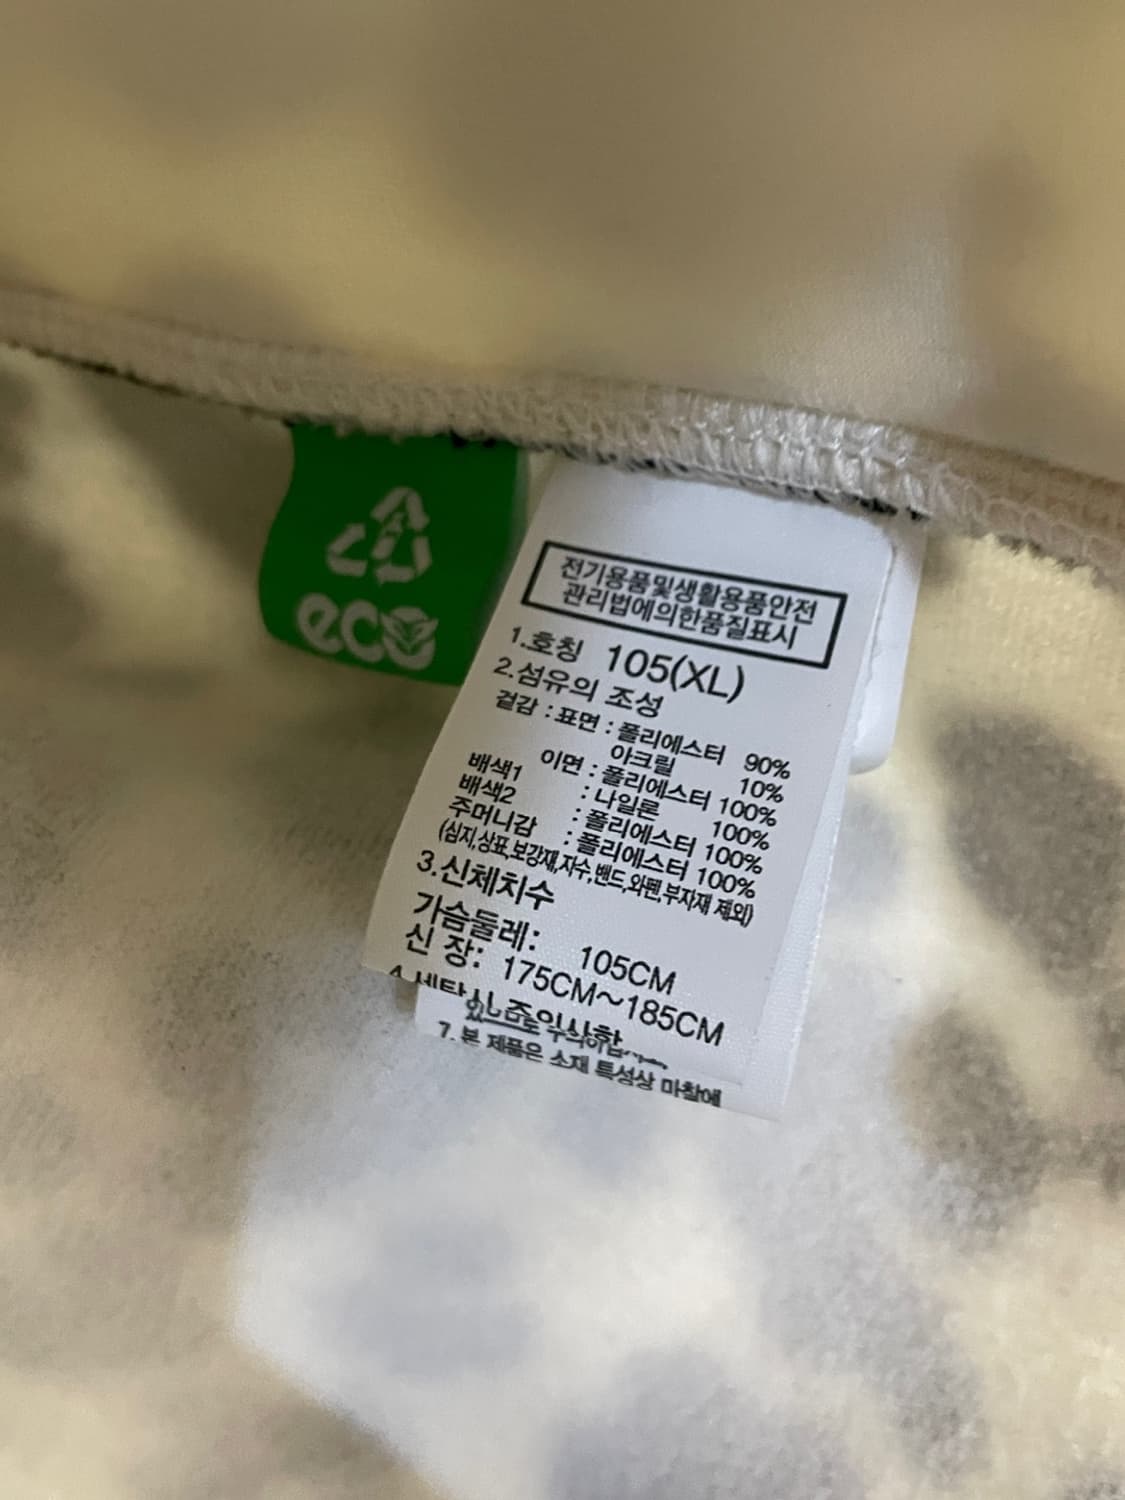 eco
전기용품및생활용품안전
관리법에의한품질표시
1.호칭 105(XL)
2.섬유의 조성
겉감 : 표면 : 폴리에스터 90%
아크릴 10%
이면 : 폴리에스터 100%
배색1 : 나일론 100%
배색2 : 폴리에스터 100%
주머니감 : 폴리에스터 100%
(심지,상표,보강재,자수,밴드,와펜,부자재 제외)
3.신체치수
가슴둘레: 105CM
신 장: 175CM~185CM
7. 본 제품은 소재 특성상 마찰에